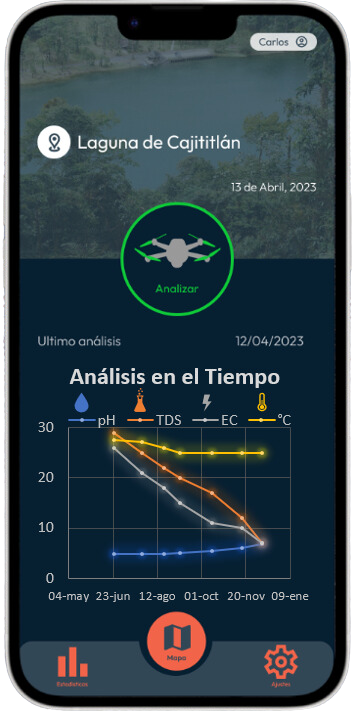 Carlos
Laguna de Cajititlán
13 de Abril, 2023
Analizar
Ultimo análisis 12/04/2023
Análisis en el Tiempo
pH TDS EC °C
30
20
10
0
04-may 23-jun 12-ago 01-oct 20-nov 09-ene
Mapa
Estadísticas Ajustes